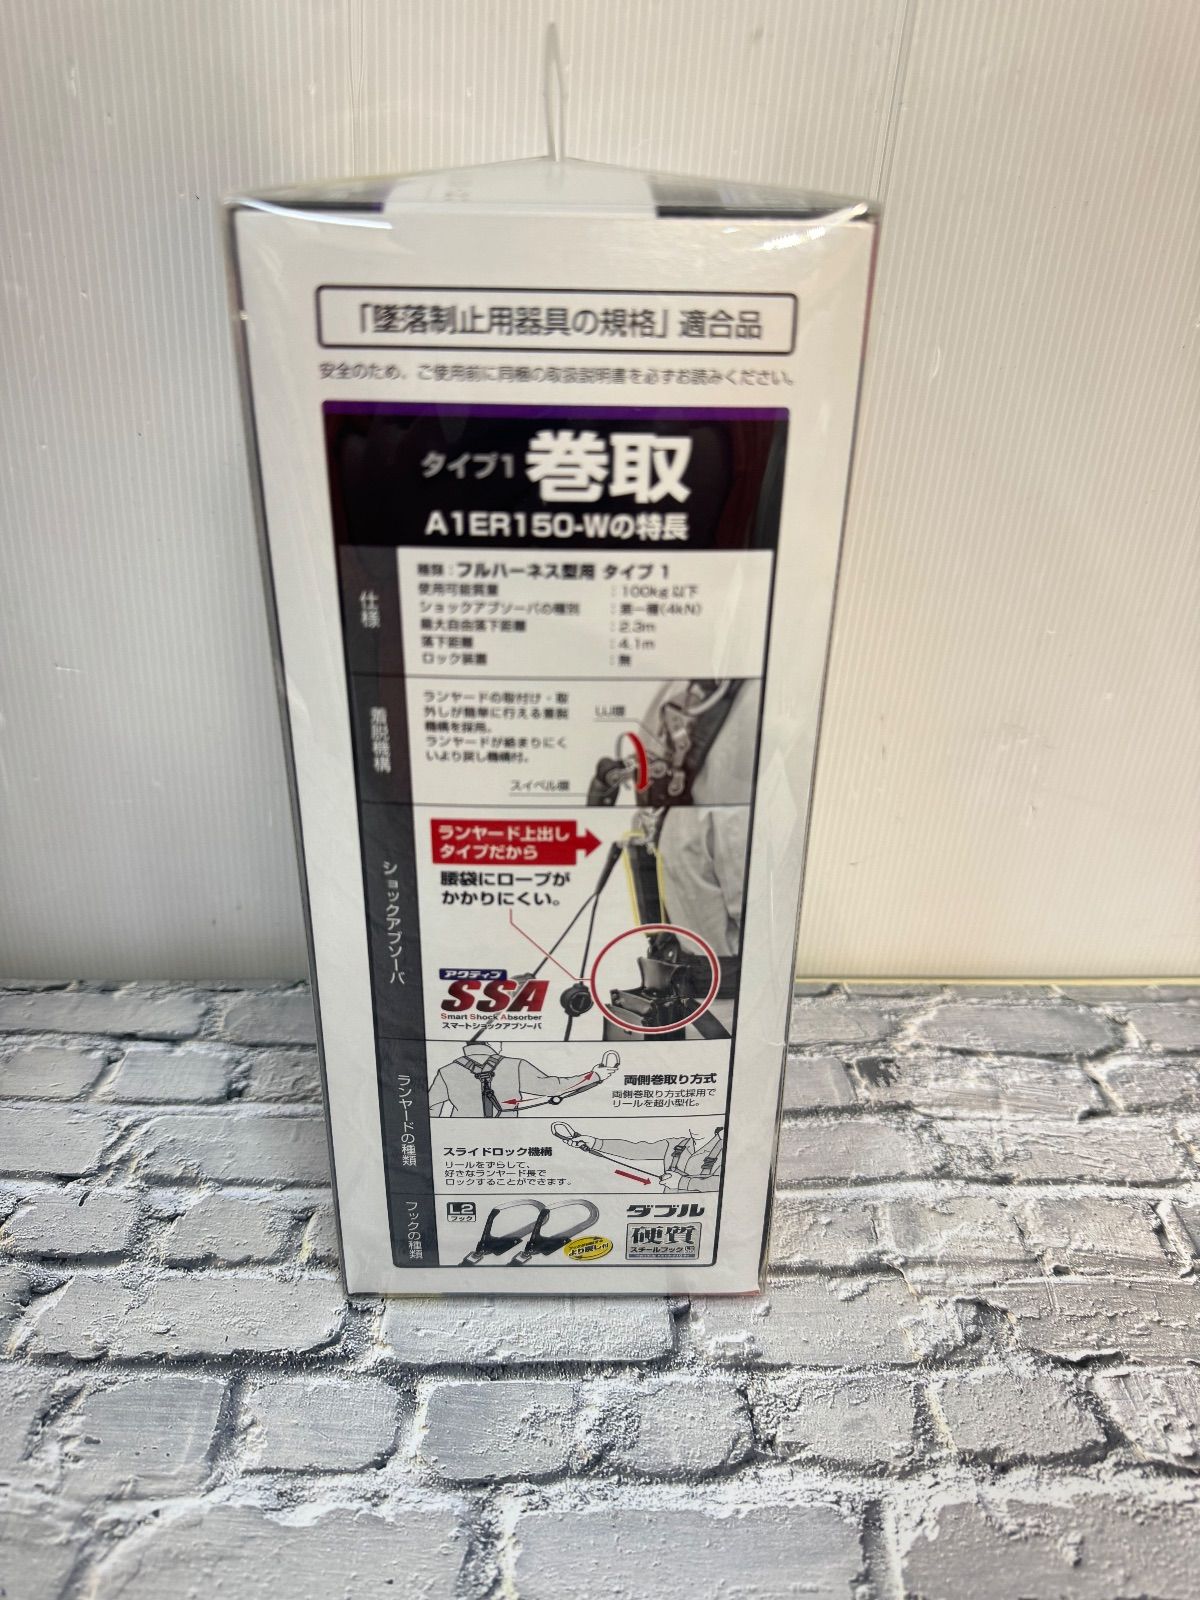 「墜落制止用器具の規格」適合品
安全のため、ご使用前に同梱の取扱説明書を必ずお読みください。
タイプ1 巻取
A1ER150-Wの特長
仕様
種類：フルハーネス型用 タイプ1
使用可能質量 ：100kg以下
ショックアブソーバの種別 ：第一種(4kN)
最大自由落下距離 ：2.3m
落下距離 ：4.1m
ロック装置 ：無
着脱機構
ランヤードの取付け・取
外しが簡単に行える着脱
機構を採用。
ランヤードが絡まりにく
いより戻し機構付。
スイベル環
ショックアブソーバ
ランヤード上出し
タイプだから
腰袋にロープが
かかりにくい。
アクティブ
SSA
Smart Shock Absorber
スマートショックアブソーバ
ランヤードの種類
両側巻取り方式
両側巻取り方式採用で
リールを超小型化。
スライドロック機構
リールをずらして、
好きなランヤード長で
ロックすることができます。
フックの種類
L2
フック
より戻し付
ダブル
硬質
スチールフック